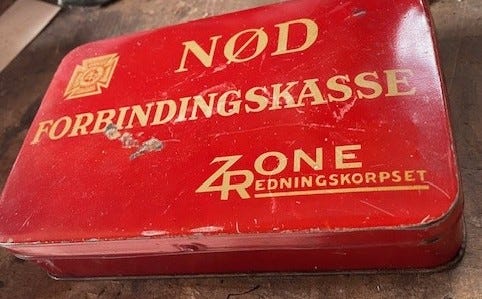 NØD
FORBINDINGSKASSE
ZONE
REDNINGSKORPSET